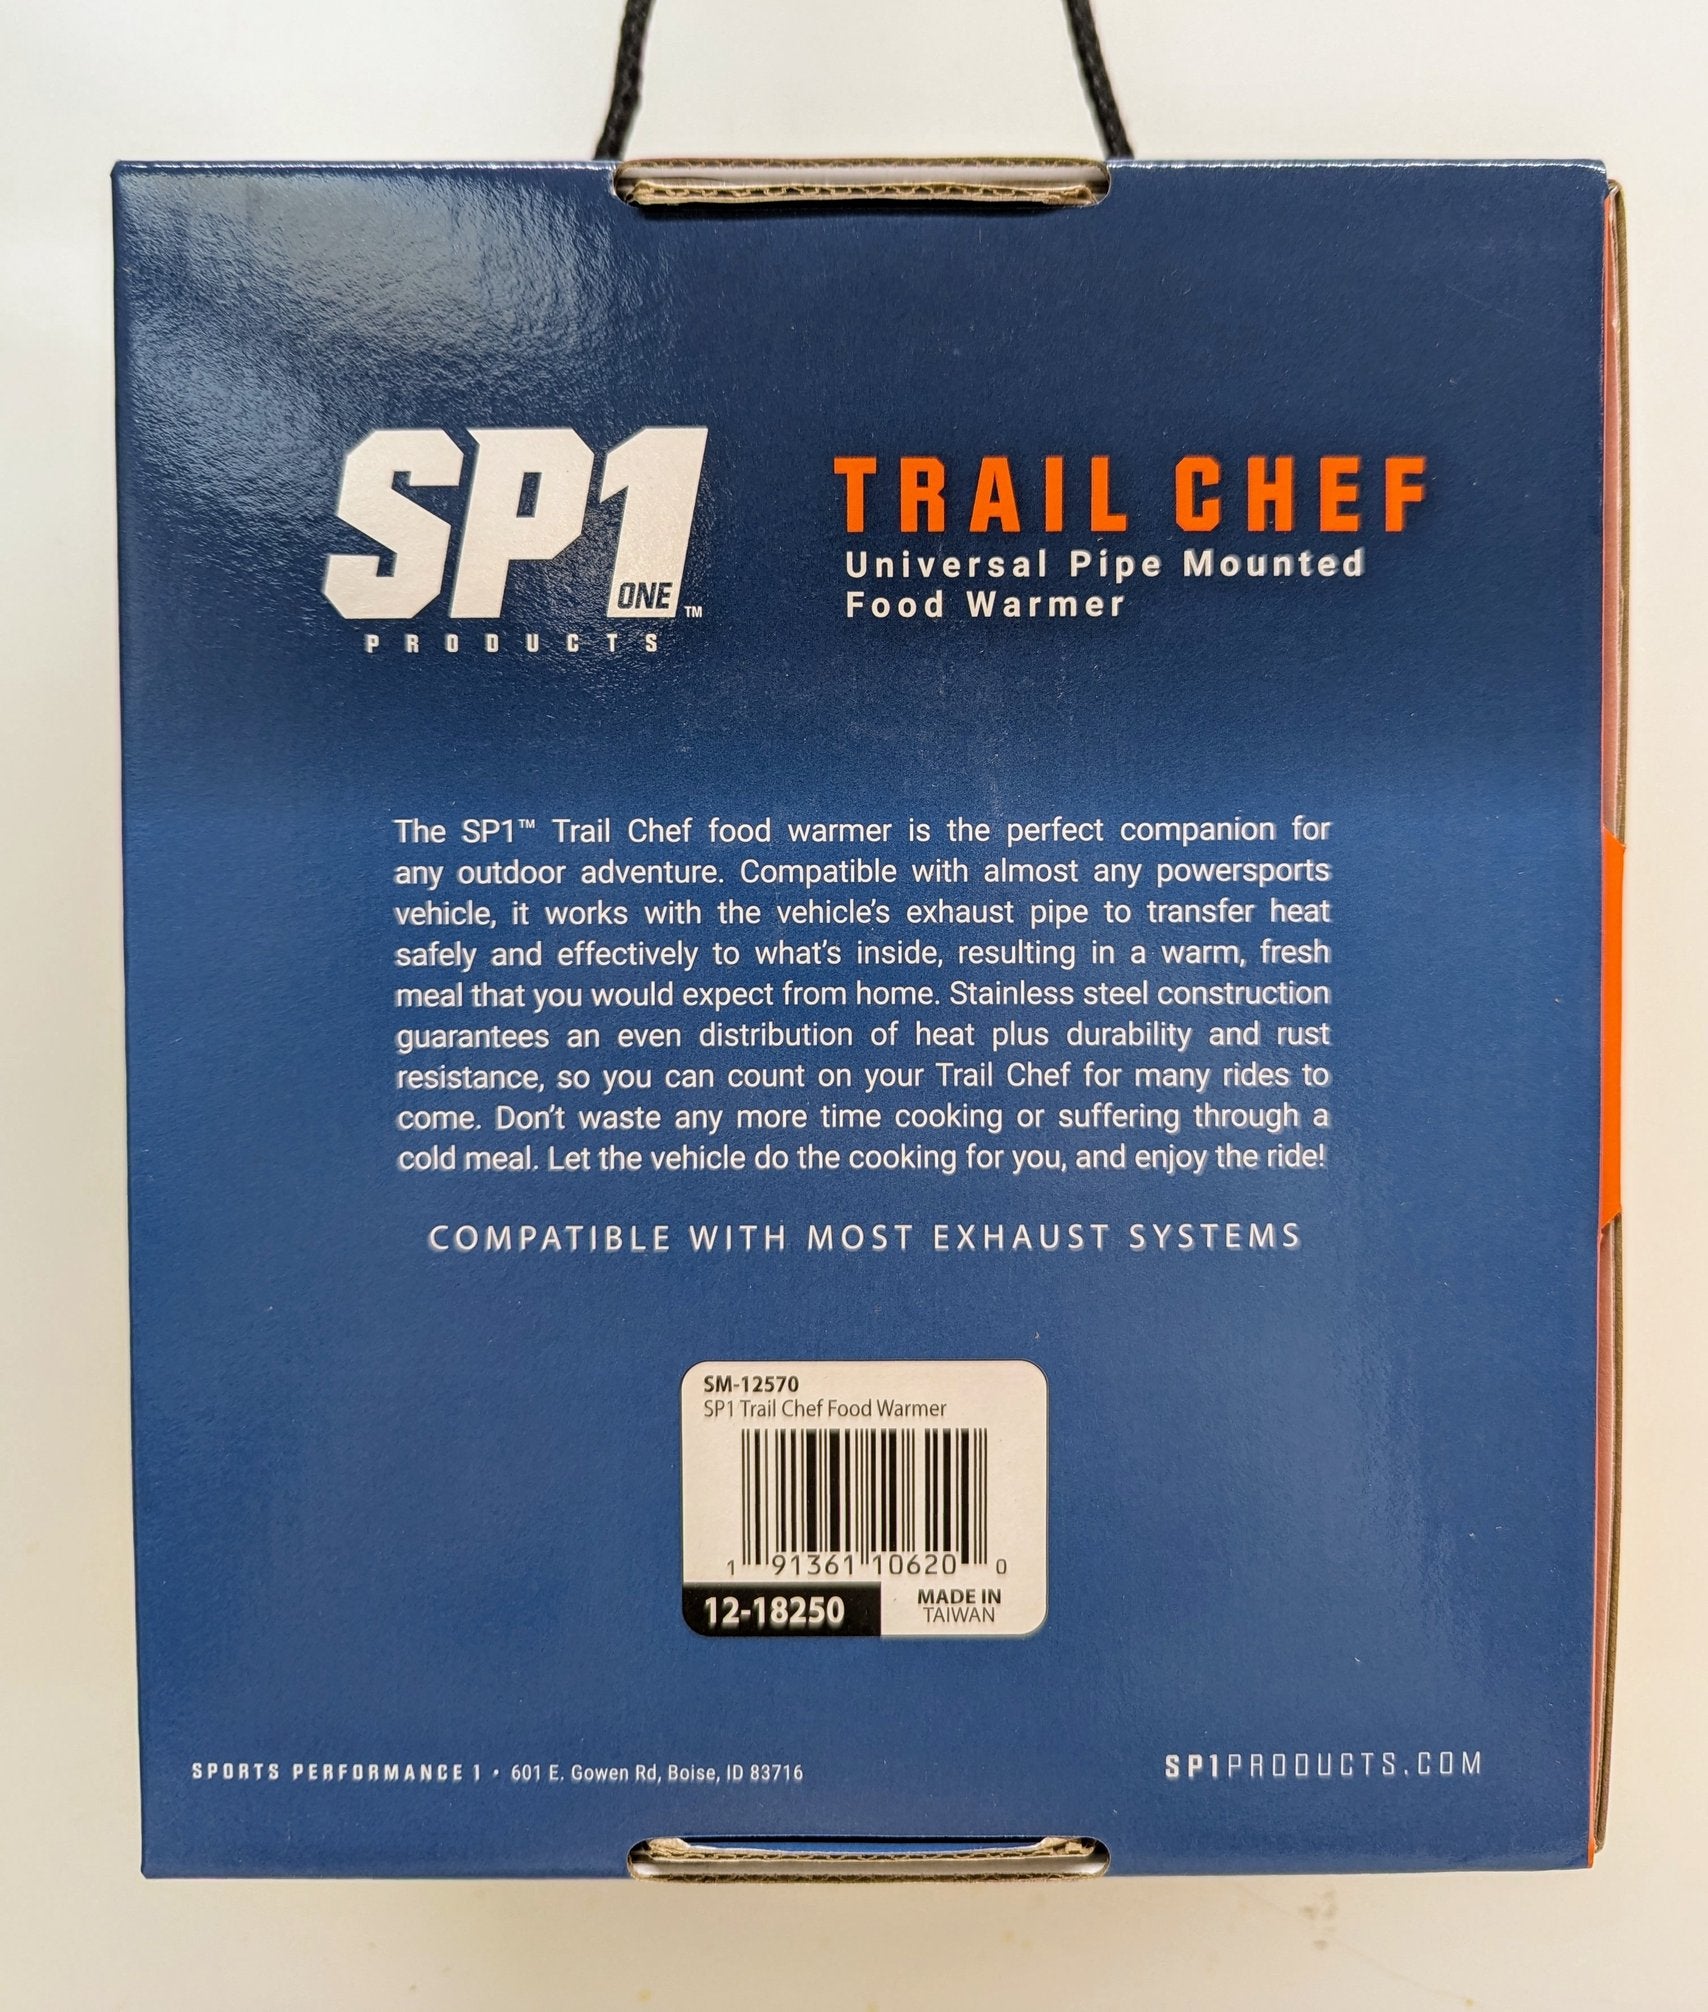 SP1
ONE ™
PRODUCTS
TRAIL CHEF
Universal Pipe Mounted
Food Warmer
The SP1™ Trail Chef food warmer is the perfect companion for
any outdoor adventure. Compatible with almost any powersports
vehicle, it works with the vehicle's exhaust pipe to transfer heat
safely and effectively to what's inside, resulting in a warm, fresh
meal that you would expect from home. Stainless steel construction
guarantees an even distribution of heat plus durability and rust
resistance, so you can count on your Trail Chef for many rides to
come. Don't waste any more time cooking or suffering through a
cold meal. Let the vehicle do the cooking for you, and enjoy the ride!
COMPATIBLE WITH MOST EXHAUST SYSTEMS
SM-12570
SP1 Trail Chef Food Warmer
1 91361 10620 0
12-18250
MADE IN
TAIWAN
SPORTS PERFORMANCE 1 • 601 E. Gowen Rd, Boise, ID 83716
SP1PRODUCTS.COM